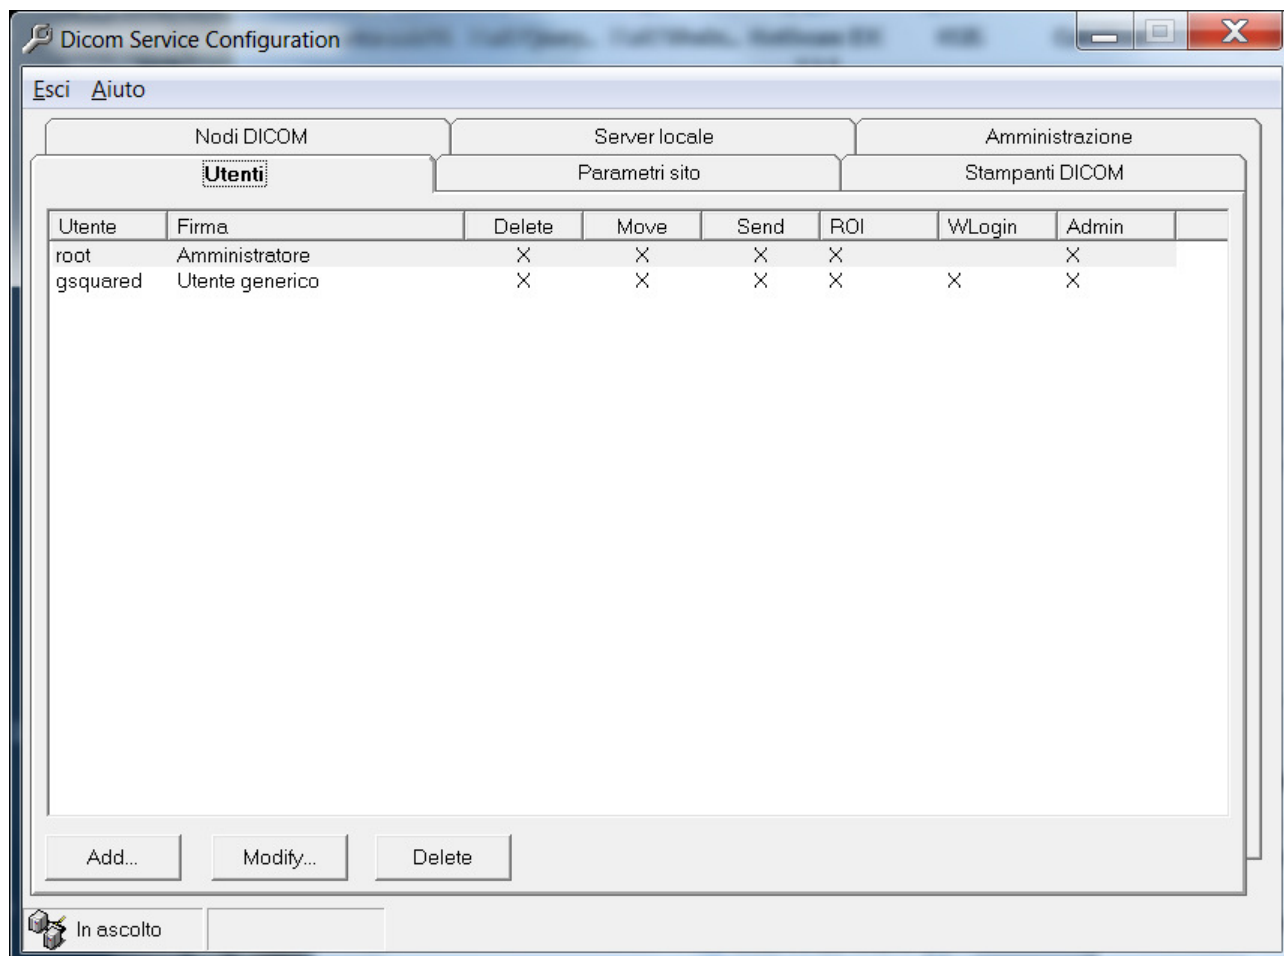 Dicom Service Configuration
Esci Aiuto
Nodi DICOM Server locale Amministrazione
Utenti Parametri sito Stampanti DICOM
Utente Firma Delete Move Send ROI WLogin Admin
root Amministratore X X X X X
gsquared Utente generico X X X X X X
Add... Modify... Delete
In ascolto